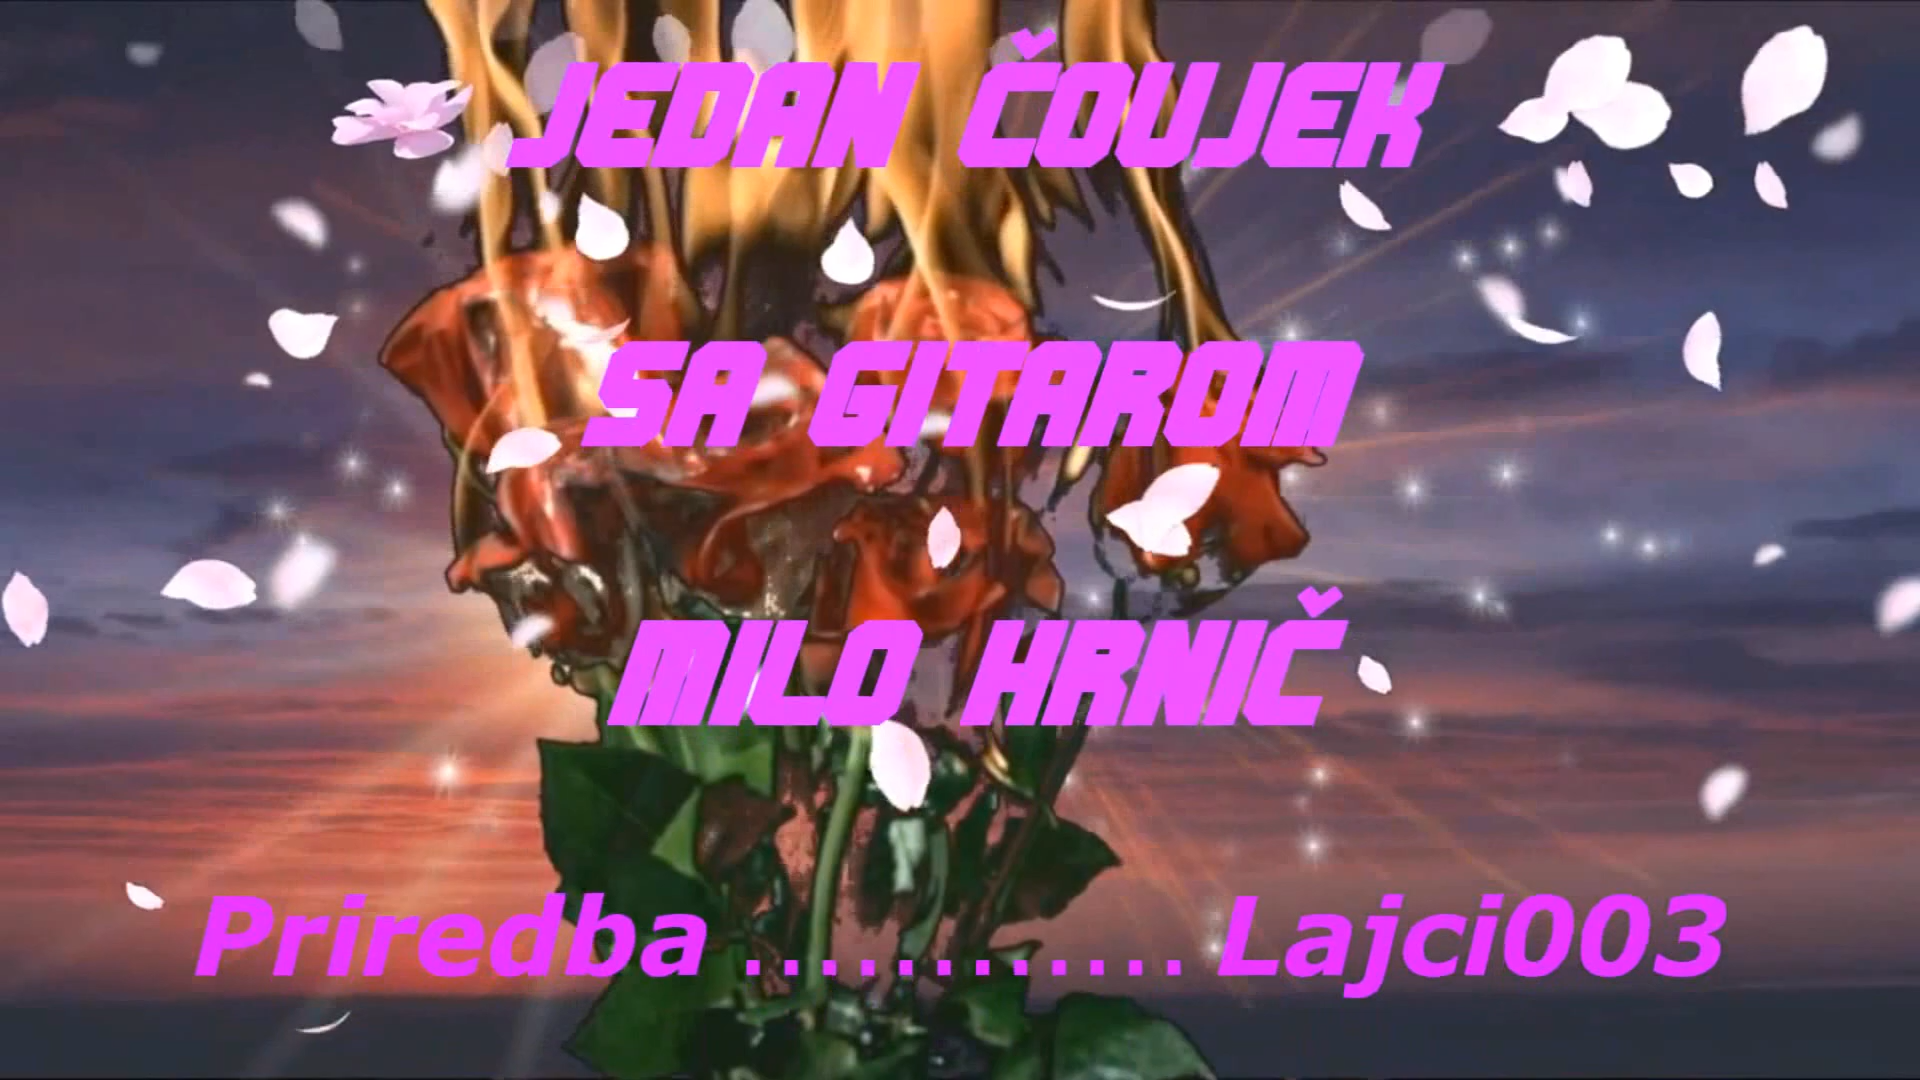 JEDAN ČOVJEK
SA GITAROM
MILO HRNIČ
Priredba ............ Lajci003